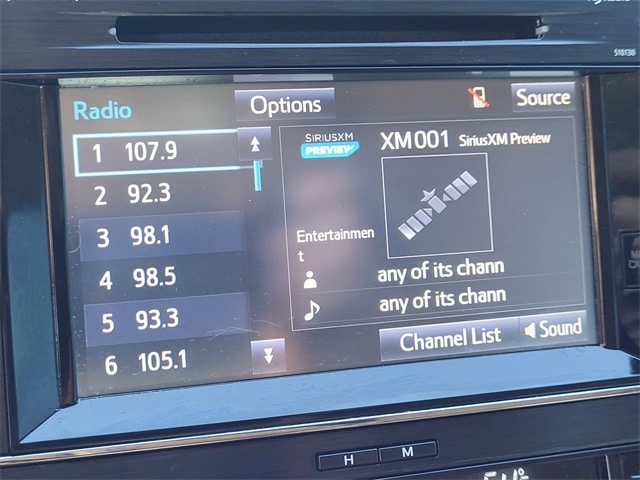 510130
Radio
Options
Source
1 107.9
2 92.3
3 98.1
4 98.5
5 93.3
6 105.1
SIRIUSXM
PREVIEW
XM001 SiriusXM Preview
Entertainmen
t
any of its chann
any of its chann
Channel List
Sound
H M